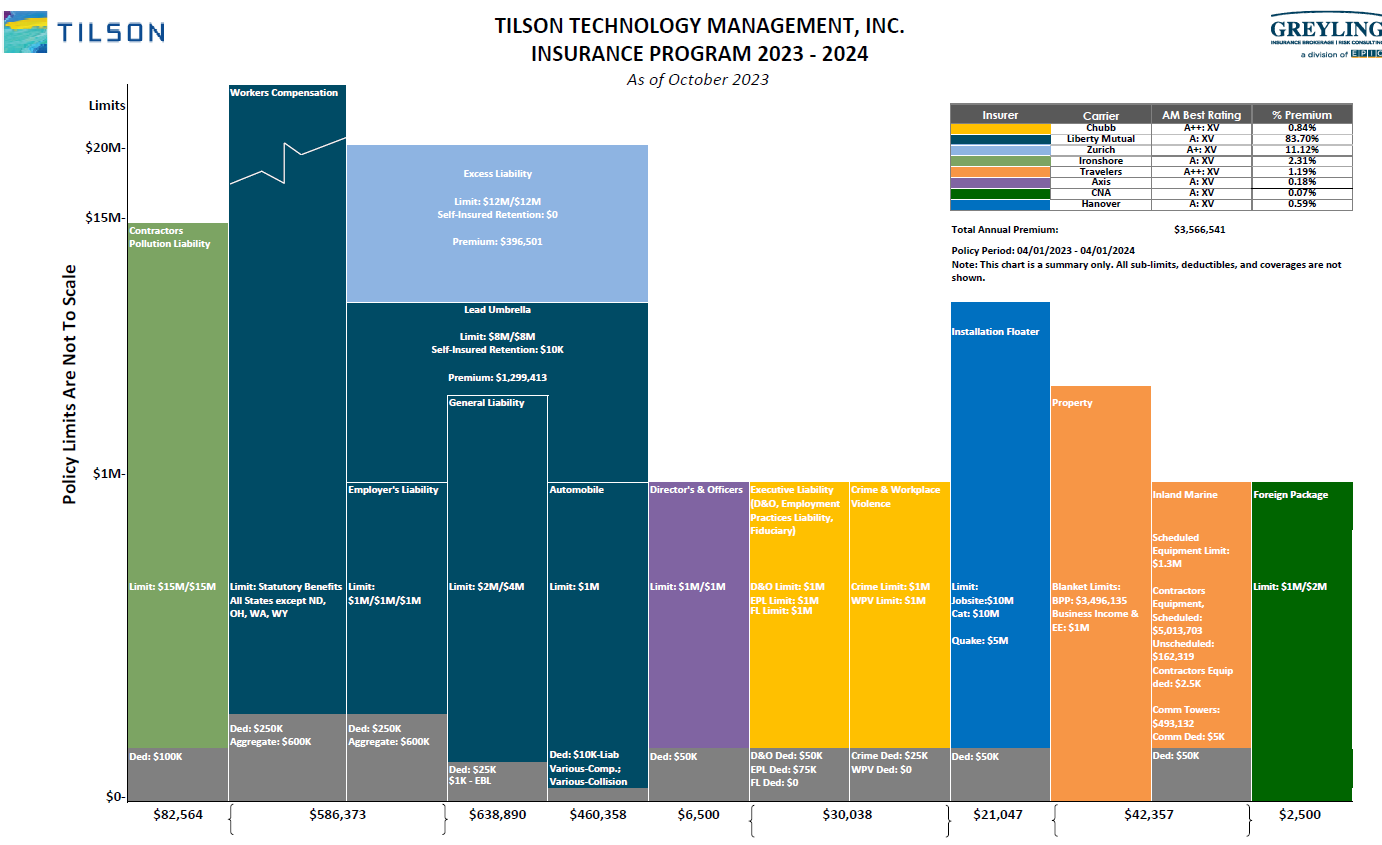 TILSON
TILSON TECHNOLOGY MANAGEMENT, INC.
INSURANCE PROGRAM 2023 - 2024
As of October 2023
GREYLING
INSURANCE BROKERAGE | RISK CONSULTING
a division of EPIC
Policy Limits Are Not To Scale
Limits
$20M-
$15M-
$1M-
$0-
Insurer Carrier AM Best Rating % Premium
Chubb A++: XV 0.84%
Liberty Mutual A: XV 83.70%
Zurich A+: XV 11.12%
Ironshore A: XV 2.31%
Travelers A++: XV 1.19%
Axis A: XV 0.18%
CNA A: XV 0.07%
Hanover A: XV 0.59%
Total Annual Premium: $3,566,541
Policy Period: 04/01/2023 - 04/01/2024
Note: This chart is a summary only. All sub-limits, deductibles, and coverages are not
shown.
Contractors
Pollution Liability
Limit: $15M/$15M
Ded: $100K
$82,564
Workers Compensation
Limit: Statutory Benefits
All States except ND,
OH, WA, WY
Ded: $250K
Aggregate: $600K
Excess Liability
Limit: $12M/$12M
Self-Insured Retention: $0
Premium: $396,501
Lead Umbrella
Limit: $8M/$8M
Self-Insured Retention: $10K
Premium: $1,299,413
Employer's Liability
Limit:
$1M/$1M/$1M
Ded: $250K
Aggregate: $600K
$586,373
General Liability
Limit: $2M/$4M
Ded: $25K
$1K - EBL
$638,890
Automobile
Limit: $1M
Ded: $10K-Liab
Various-Comp.;
Various-Collision
$460,358
Director's & Officers
Limit: $1M/$1M
Ded: $50K
$6,500
Executive Liability
(D&O, Employment
Practices Liability,
Fiduciary)
D&O Limit: $1M
EPL Limit: $1M
FL Limit: $1M
D&O Ded: $50K
EPL Ded: $75K
FL Ded: $0
Crime & Workplace
Violence
Crime Limit: $1M
WPV Limit: $1M
Crime Ded: $25K
WPV Ded: $0
$30,038
Installation Floater
Limit:
Jobsite:$10M
Cat: $10M
Quake: $5M
Ded: $50K
$21,047
Property
Blanket Limits:
BPP: $3,496,135
Business Income &
EE: $1M
Inland Marine
Scheduled
Equipment Limit:
$1.3M
Contractors
Equipment,
Scheduled:
$5,013,703
Unscheduled:
$162,319
Contractors Equip
ded: $2.5K
Comm Towers:
$493,132
Comm Ded: $5K
Ded: $50K
$42,357
Foreign Package
Limit: $1M/$2M
$2,500